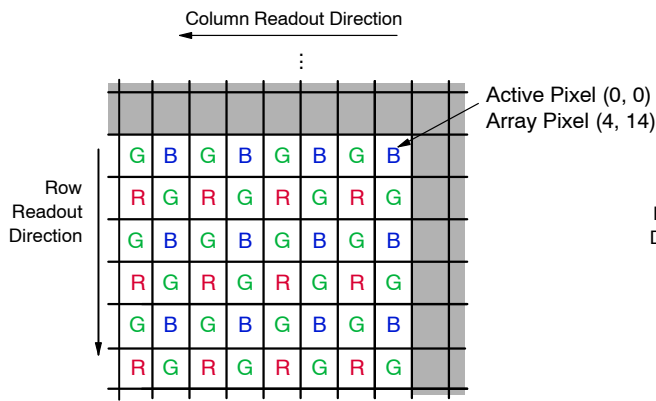 Column Readout Direction
...
Active Pixel (0, 0)
Array Pixel (4, 14)
Row
Readout
Direction
G B G B G B G B
R G R G R G R G
G B G B G B G B
R G R G R G R G
G B G B G B G B
R G R G R G R G